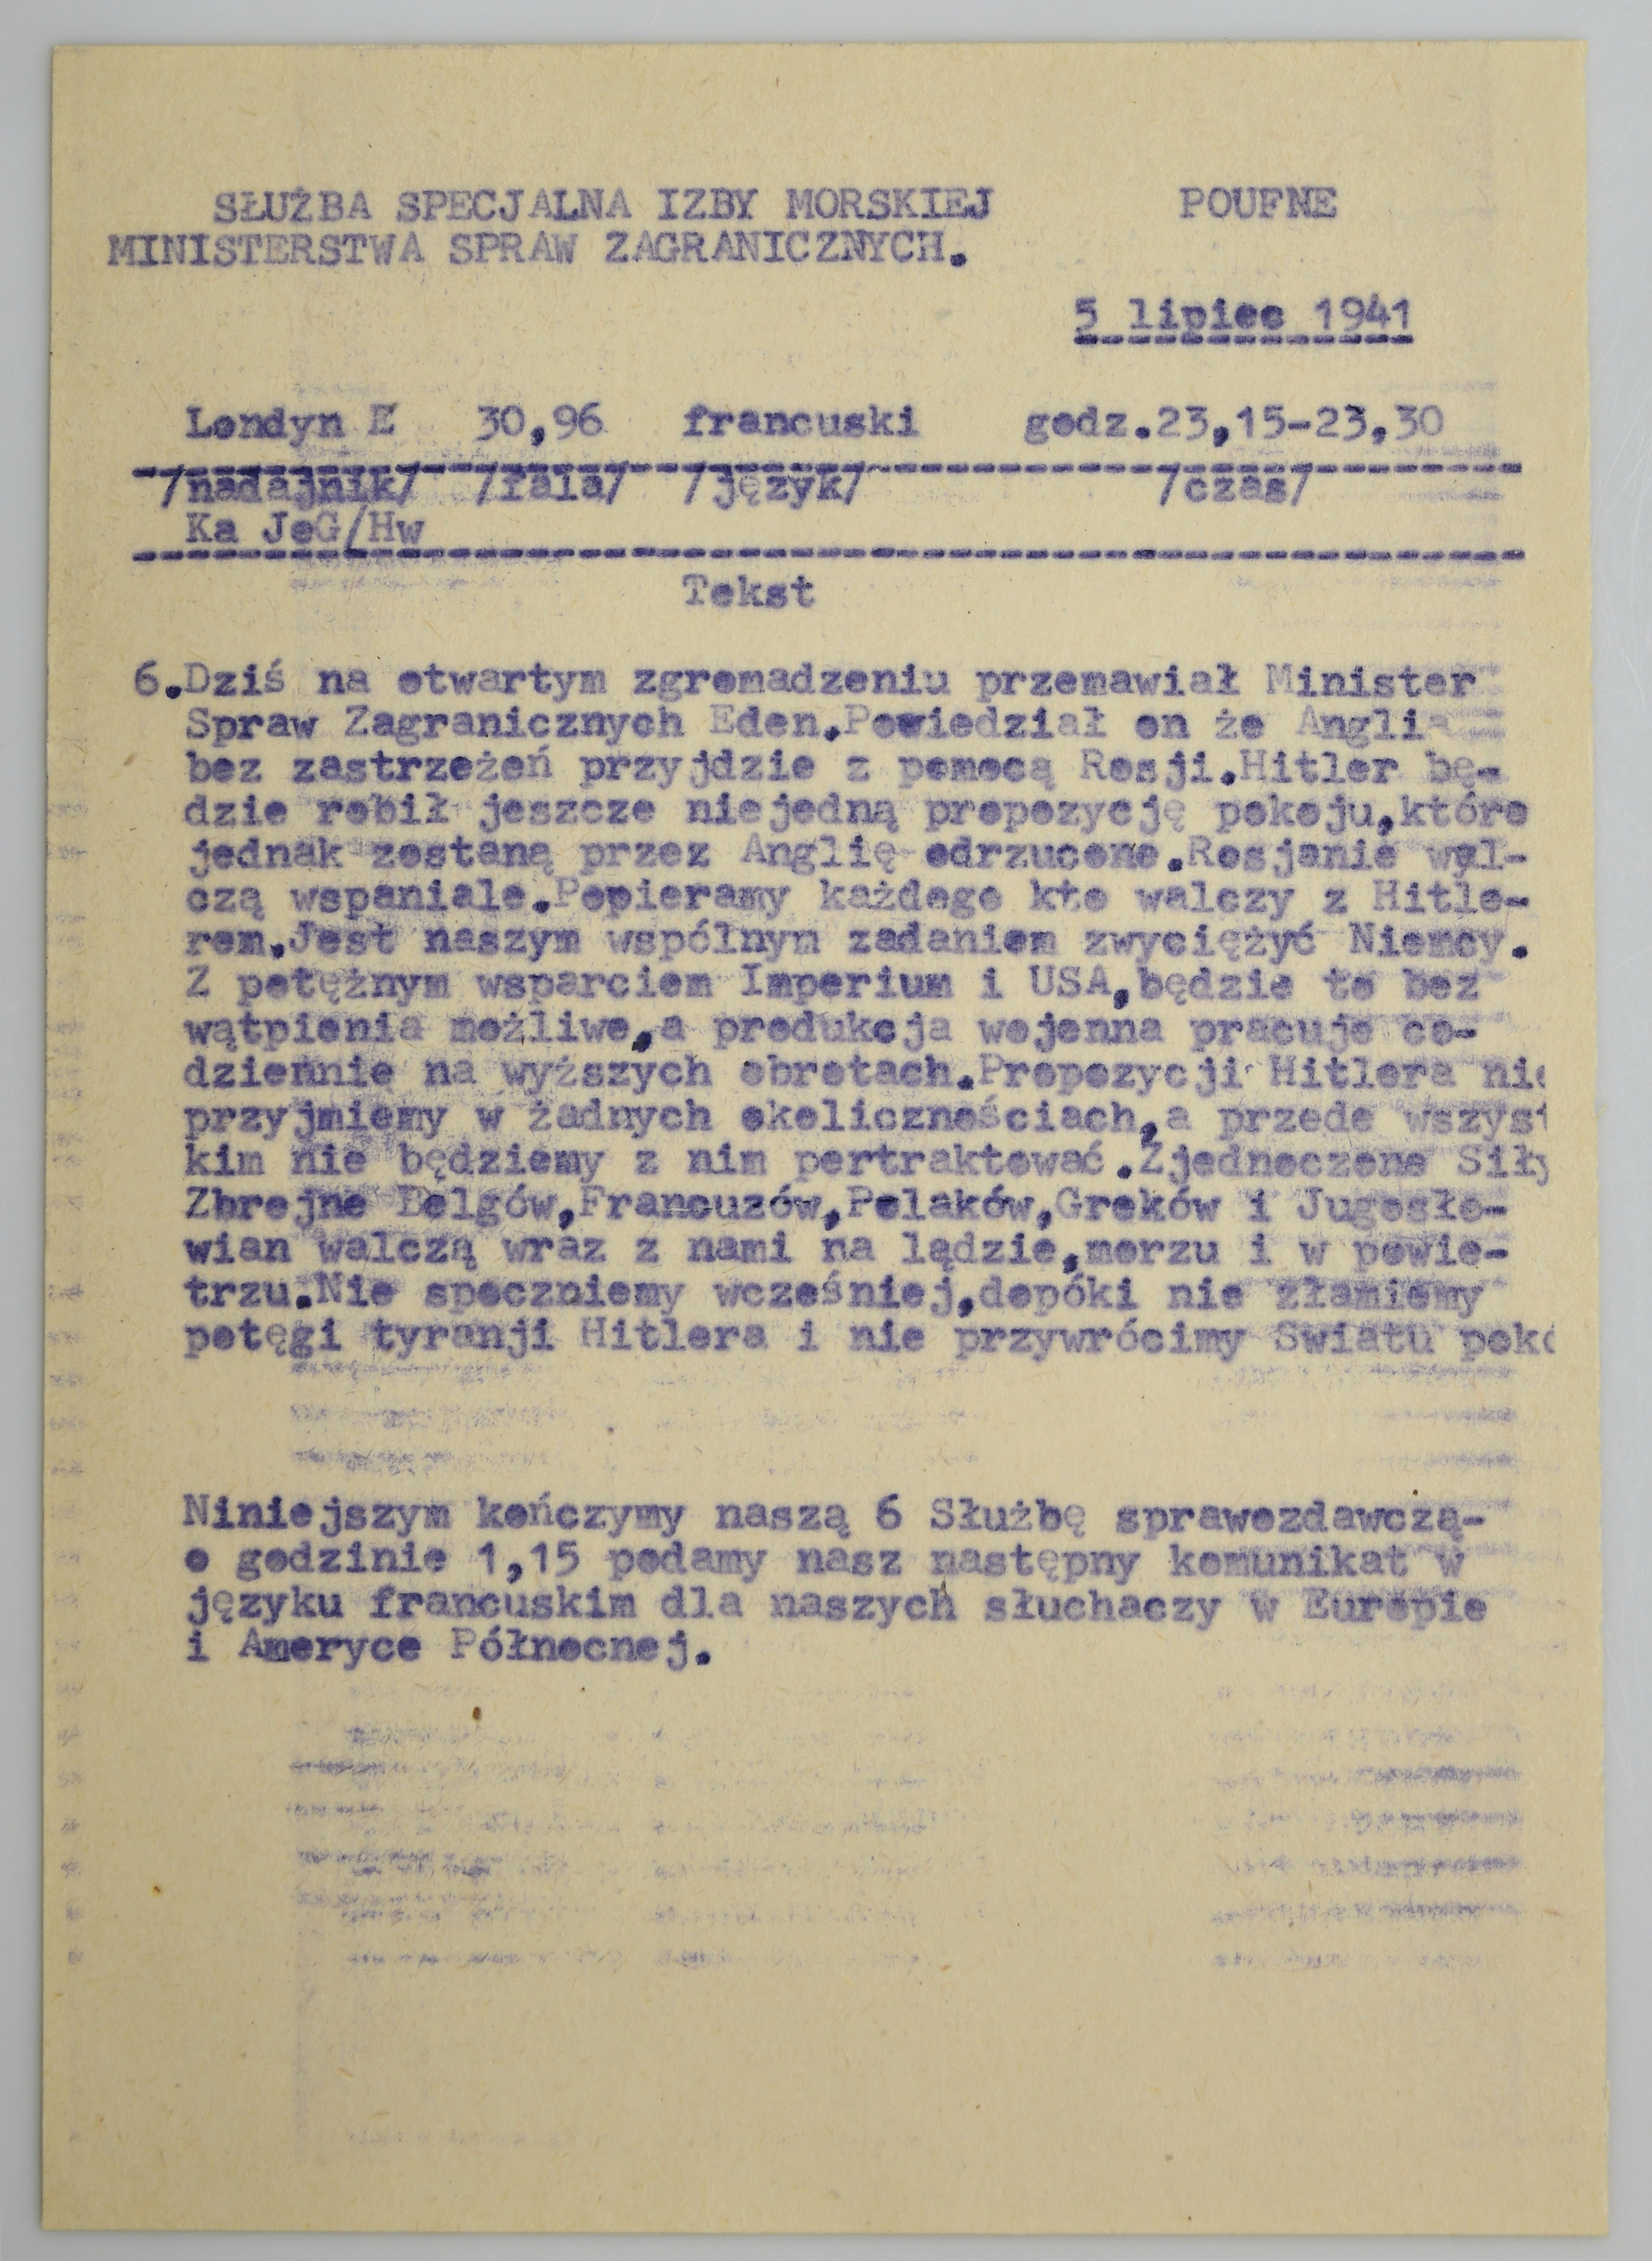 SŁUŻBA SPECJALNA IZBY MORSKIEJ POUFNE
MINISTERSTWA SPRAW ZAGRANICZNYCH.
5 lipiec 1941
Londyn E 30,96 francuski godz.23,15-23,30
/nadajnik/ /fala/ /język/ /czas/
Ka JeG/Hw
Tekst
6.Dziś na otwartym zgromadzeniu przemawiał Minister
Spraw Zagranicznych Eden.Powiedział on że Anglia
bez zastrzeżeń przyjdzie z pomocą Rosji.Hitler bę-
dzie robił jeszcze niejedną propozycję pokoju,które
jednak zostaną przez Anglię odrzucone.Rosjanie wal-
czą wspaniale.Popieramy każdego kto walczy z Hitle-
rem.Jest naszym wspólnym zadaniem zwyciężyć Niemcy.
Z potężnym wsparciem Imperium i USA,będzie to bez
wątpienia możliwe,a produkcja wojenna pracuje co-
dziennie na wyższych obrotach.Propozycji Hitlera nie
przyjmiemy w żadnych okolicznościach,a przede wszyst
kim nie będziemy z nim pertraktować.Zjednoczone Siły
Zbrojne Belgów,Francuzów,Polaków,Greków i Jugosło-
wian walczą wraz z nami na lądzie,morzu i w powie-
trzu.Nie spoczniemy wcześniej,dopóki nie złamiemy
potęgi tyranji Hitlera i nie przywrócimy Światu pokó
Niniejszym kończymy naszą 6 Służbę sprawozdawczą-
o godzinie 1,15 podamy nasz następny komunikat w
języku francuskim dla naszych słuchaczy w Europie
i Ameryce Północnej.